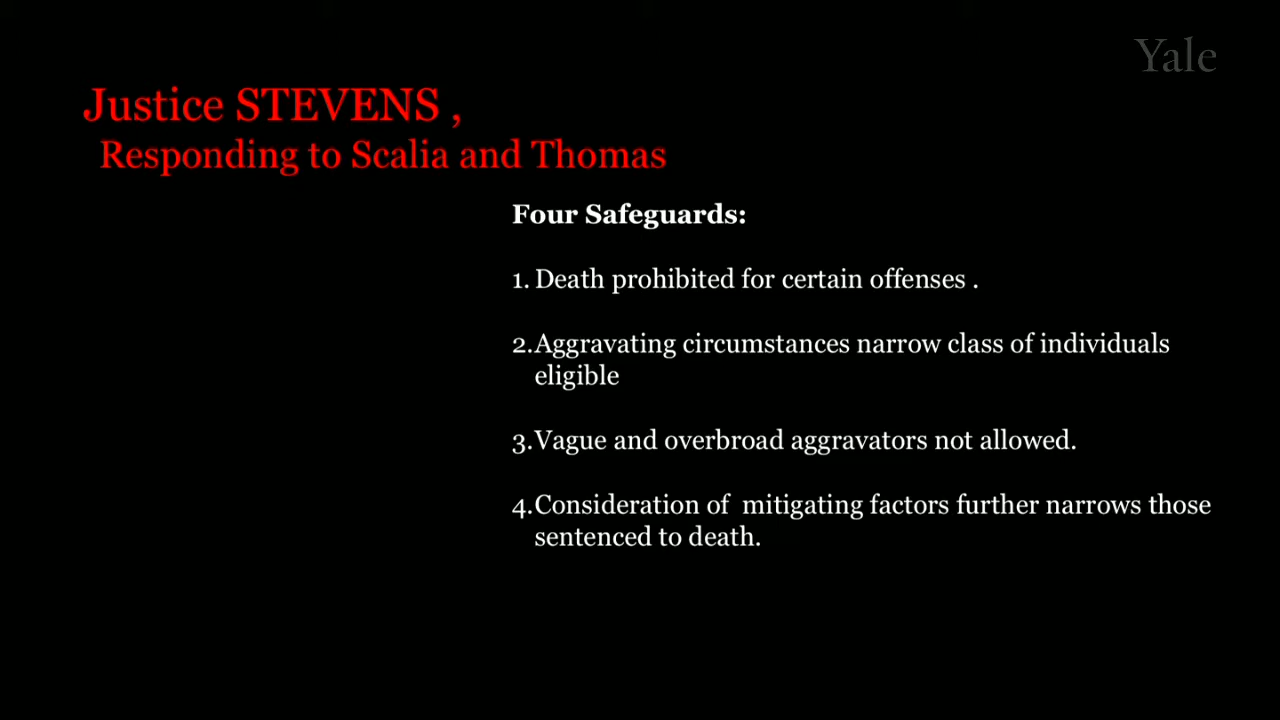 Yale
Justice STEVENS ,
Responding to Scalia and Thomas
Four Safeguards:
1. Death prohibited for certain offenses .
2.Aggravating circumstances narrow class of individuals
eligible
3.Vague and overbroad aggravators not allowed.
4.Consideration of  mitigating factors further narrows those
sentenced to death.